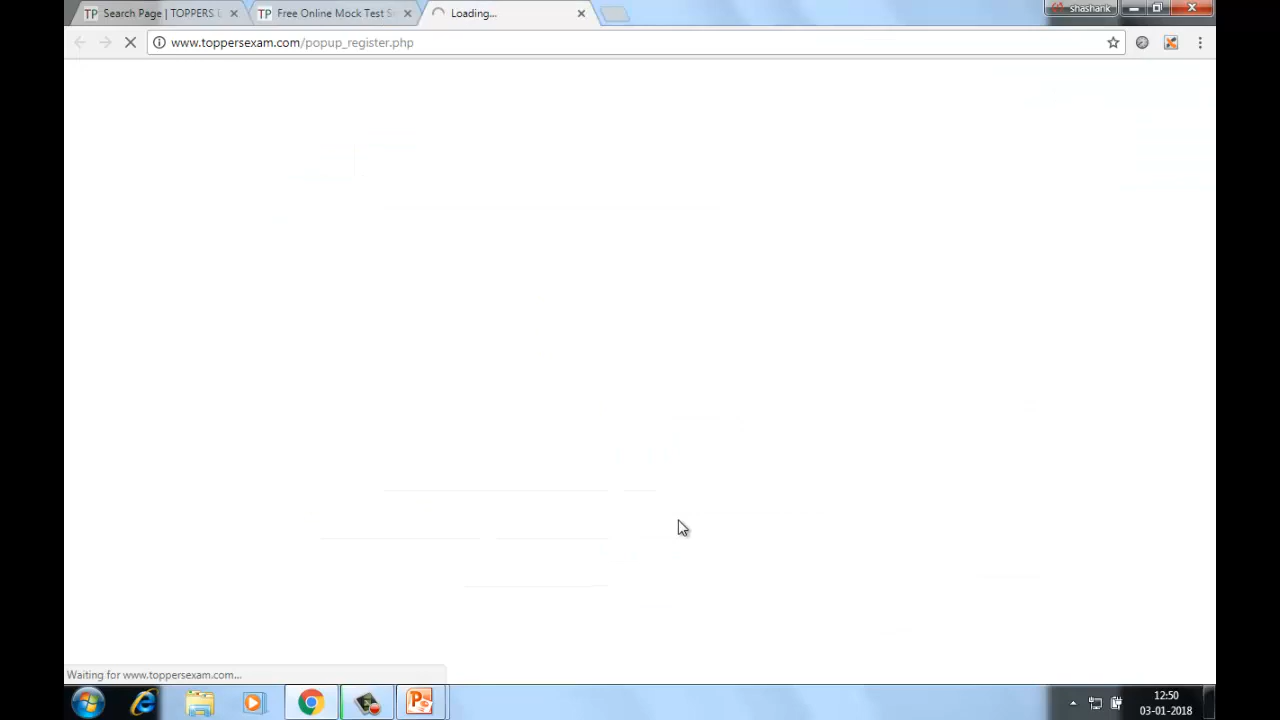 TP Search Page | TOPPERS E
TP Free Online Mock Test S
Loading...
shashank
www.toppersexam.com/popup_register.php
Waiting for www.toppersexam.com...
12:50
03-01-2018